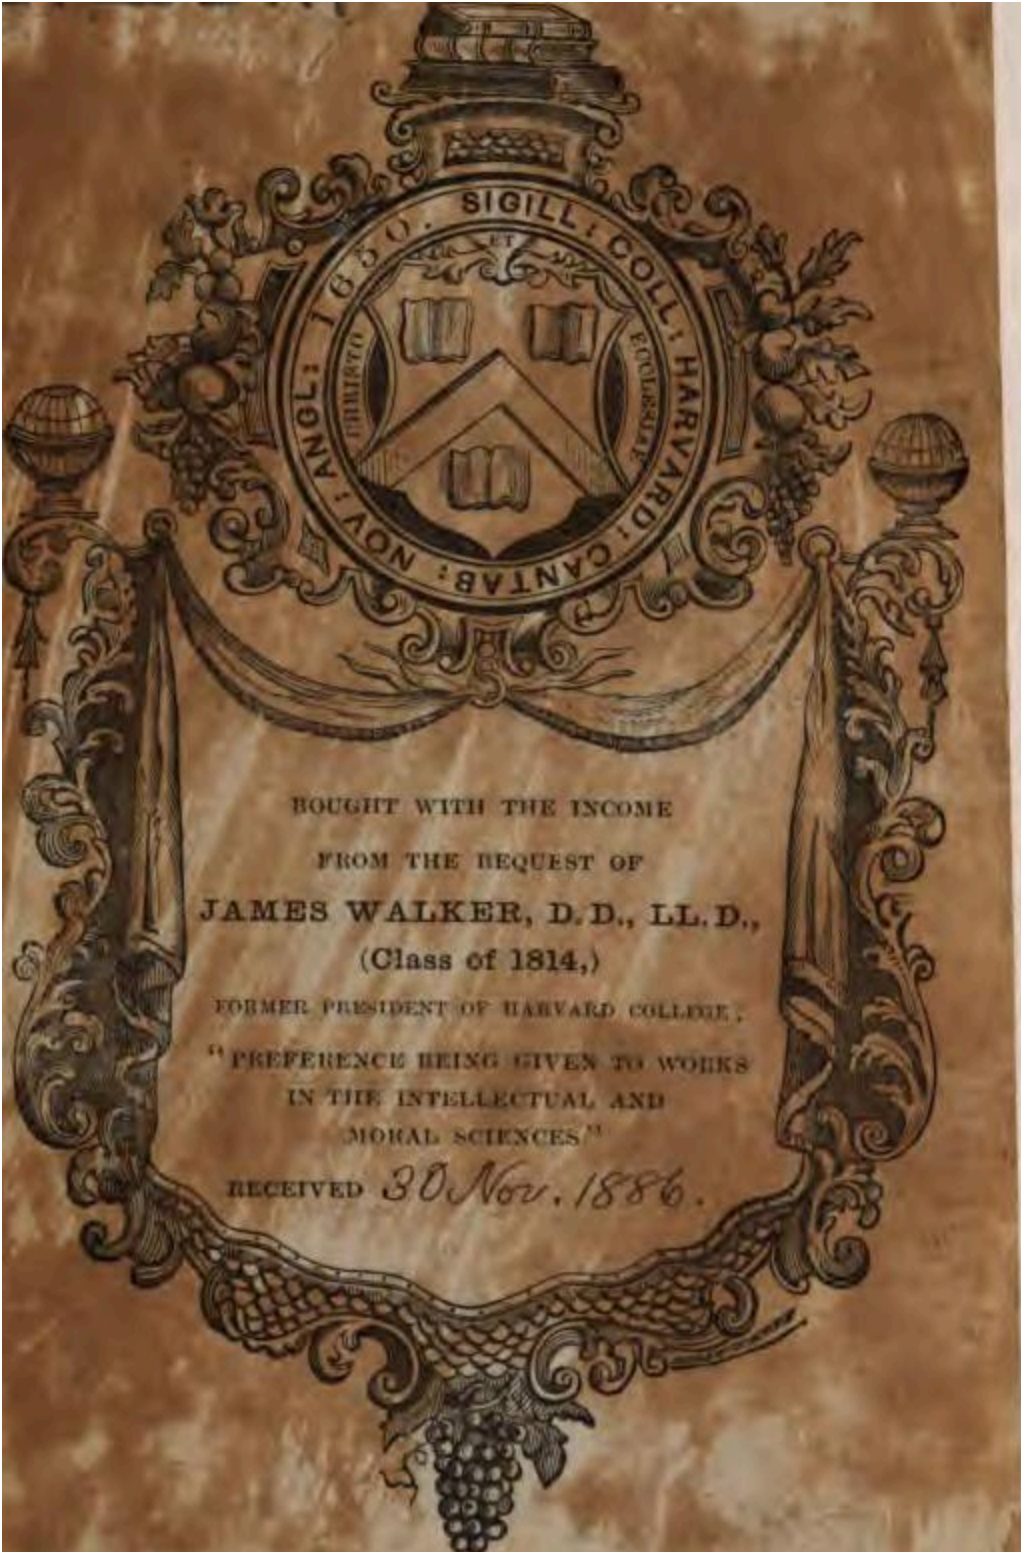 SIGILL: COLL: HARVARD: CANTAB: NOV: ANGL: 1650.
ET
CHRISTO
ECCLESIAE
BOUGHT WITH THE INCOME
FROM THE BEQUEST OF
JAMES WALKER, D.D., LL.D.,
(Class of 1814,)
FORMER PRESIDENT OF HARVARD COLLEGE;
"PREFERENCE BEING GIVEN TO WORKS
IN THE INTELLECTUAL AND
MORAL SCIENCES"
RECEIVED 30 Nov. 1886.